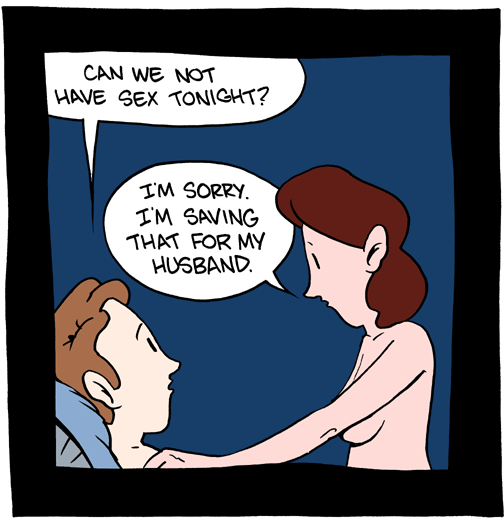 CAN WE NOT
HAVE SEX TONIGHT?
I'M SORRY.
I'M SAVING
THAT FOR MY
HUSBAND.